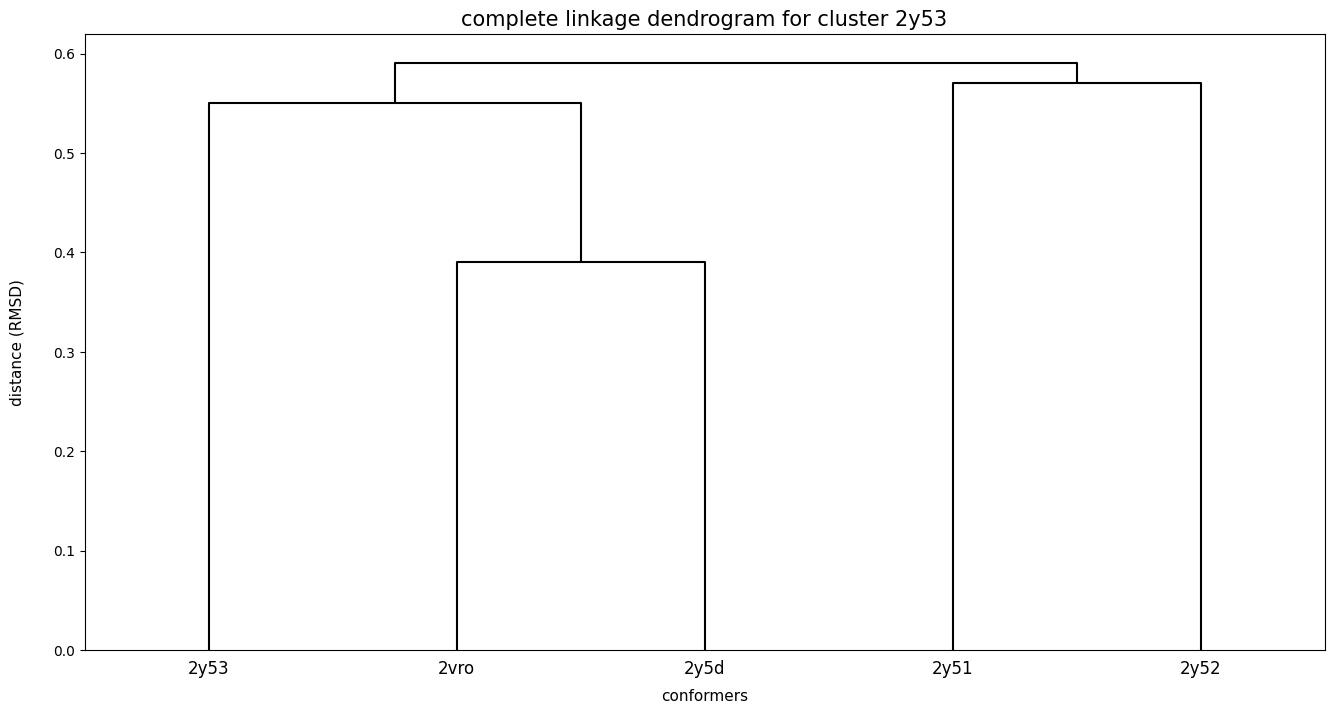 complete linkage dendrogram for cluster 2y53
0.6
0.5
0.4
0.3
0.2
0.1
0.0
distance (RMSD)
2y53 2vro 2y5d 2y51 2y52
conformers